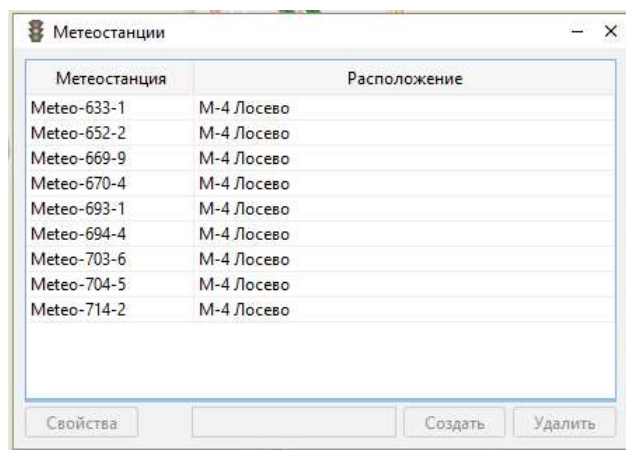 Метеостанции
Метеостанция Расположение
Meteo-633-1 М-4 Лосево
Meteo-652-2 М-4 Лосево
Meteo-669-9 М-4 Лосево
Meteo-670-4 М-4 Лосево
Meteo-693-1 М-4 Лосево
Meteo-694-4 М-4 Лосево
Meteo-703-6 М-4 Лосево
Meteo-704-5 М-4 Лосево
Meteo-714-2 М-4 Лосево
Свойства Создать Удалить